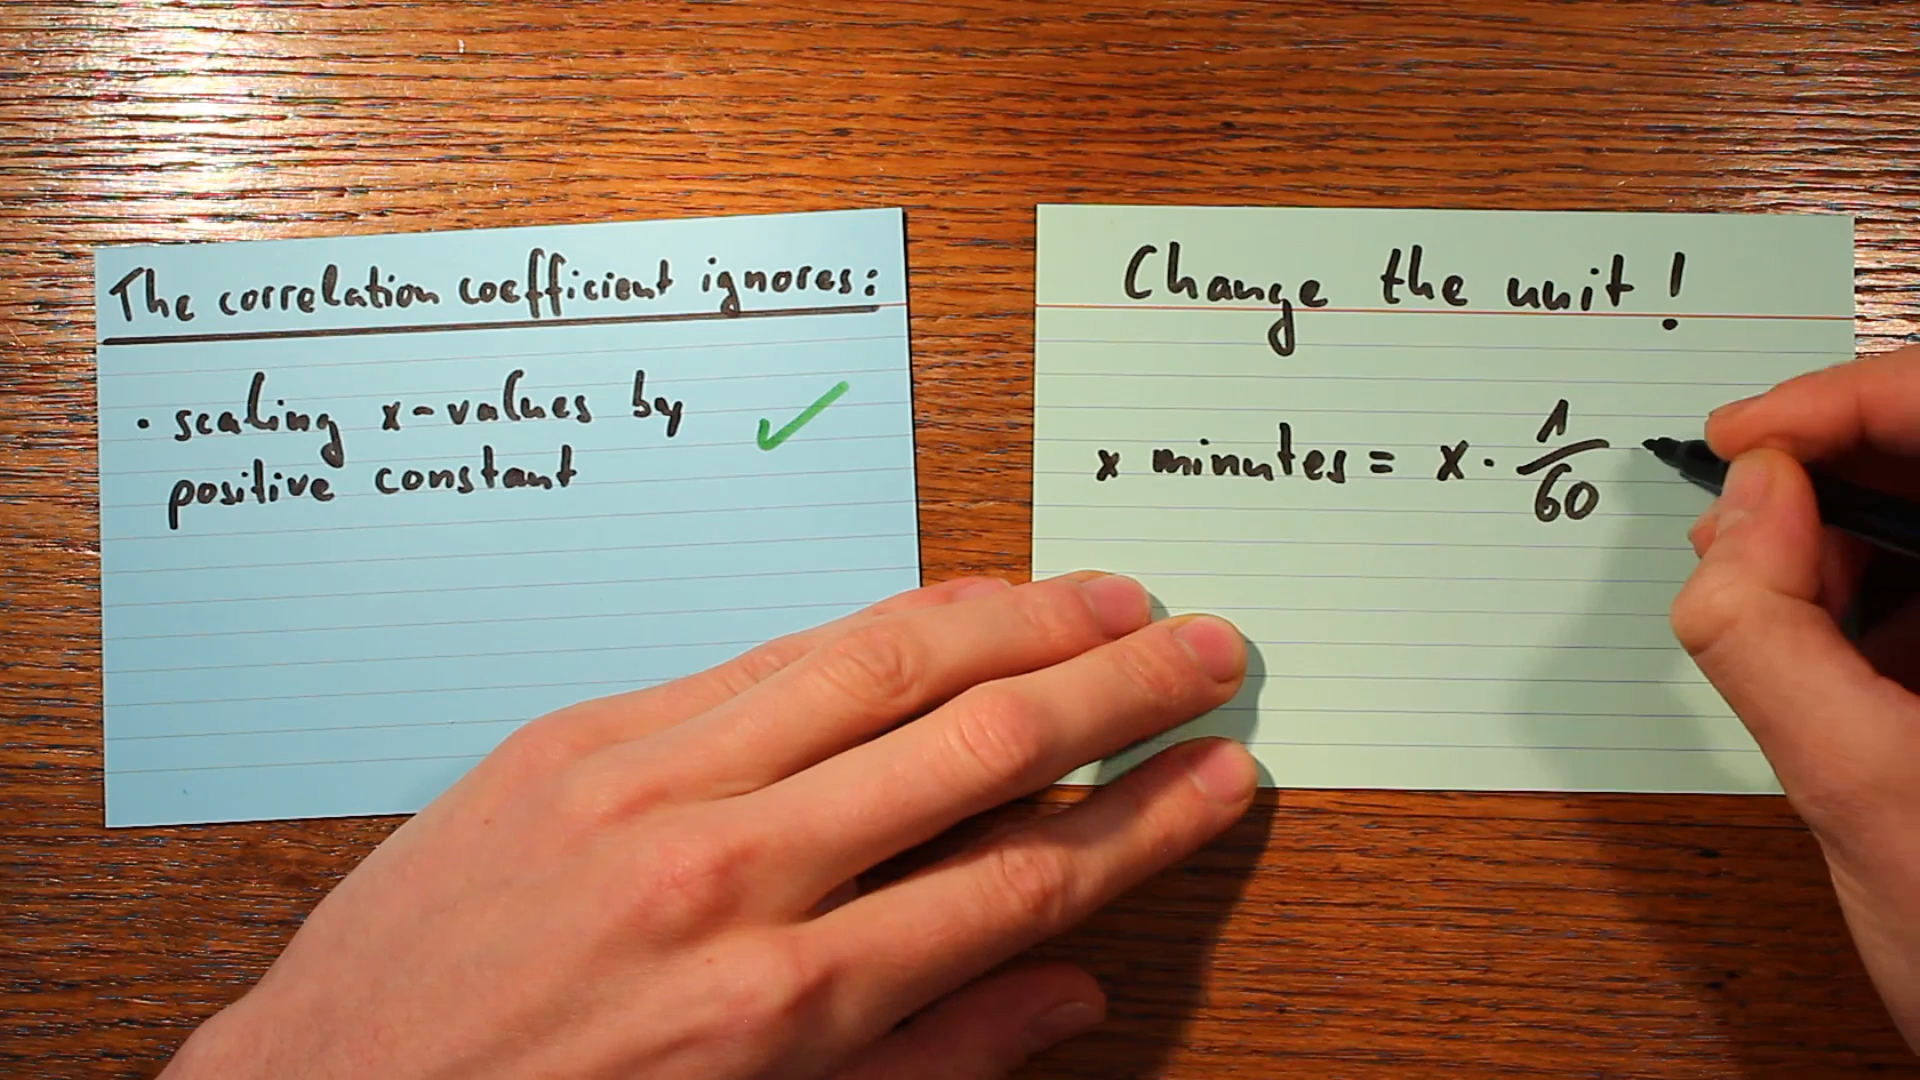 The correlation coefficient ignores:
• scaling x-values by
positive constant
Change the unit!
x minutes = x · 1/60